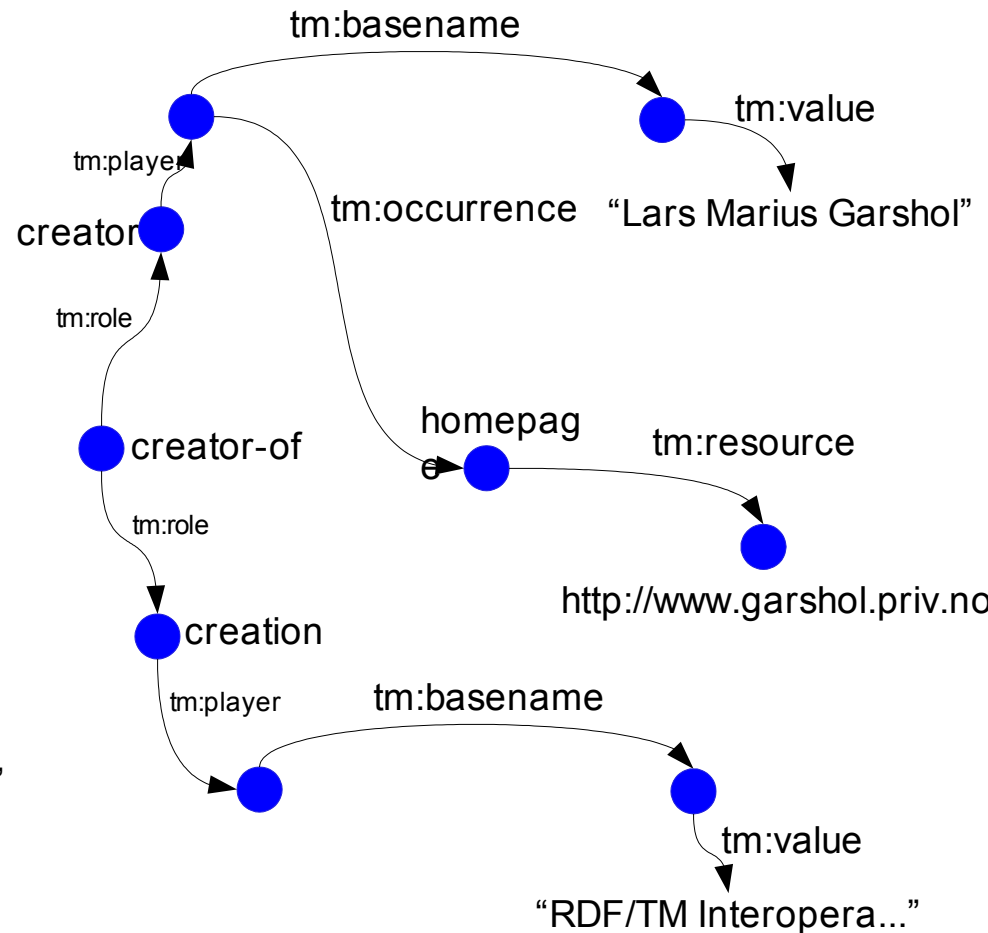 tm:basename
tm:value
tm:player
tm:occurrence
“Lars Marius Garshol”
creator
tm:role
homepag
e
creator-of
tm:resource
tm:role
http://www.garshol.priv.no
creation
tm:player
tm:basename
”
tm:value
“RDF/TM Interopera...”